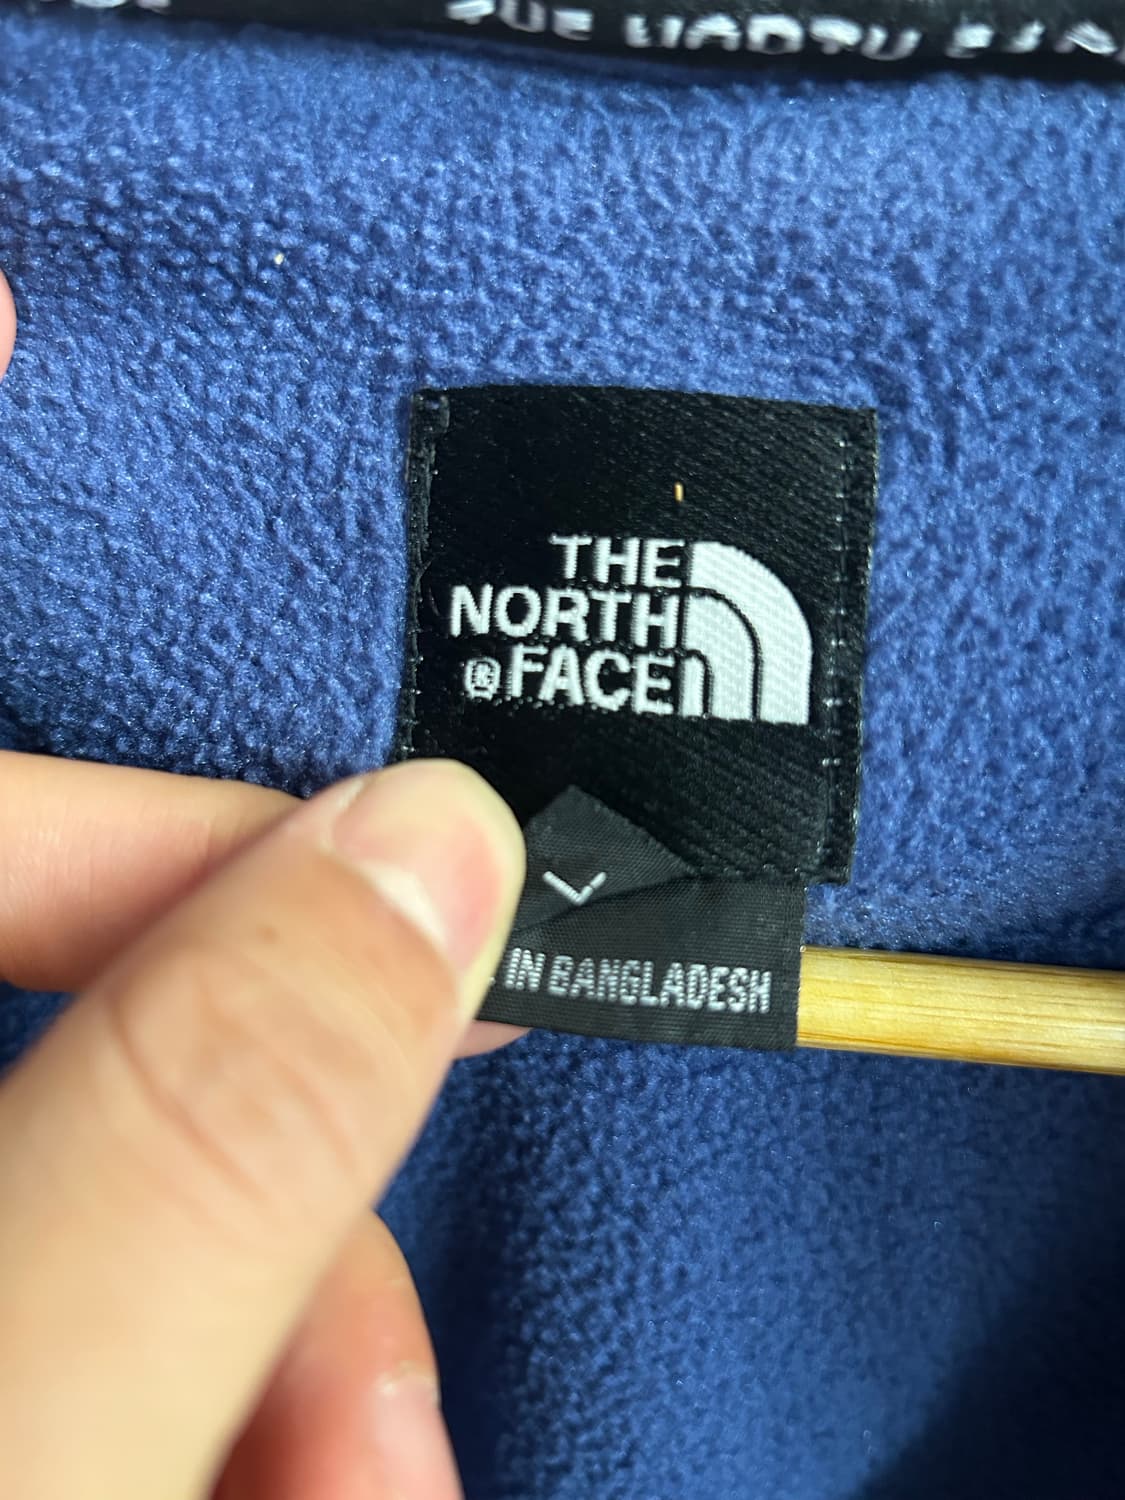 THE
NORTH
® FACE
IN BANGLADESH